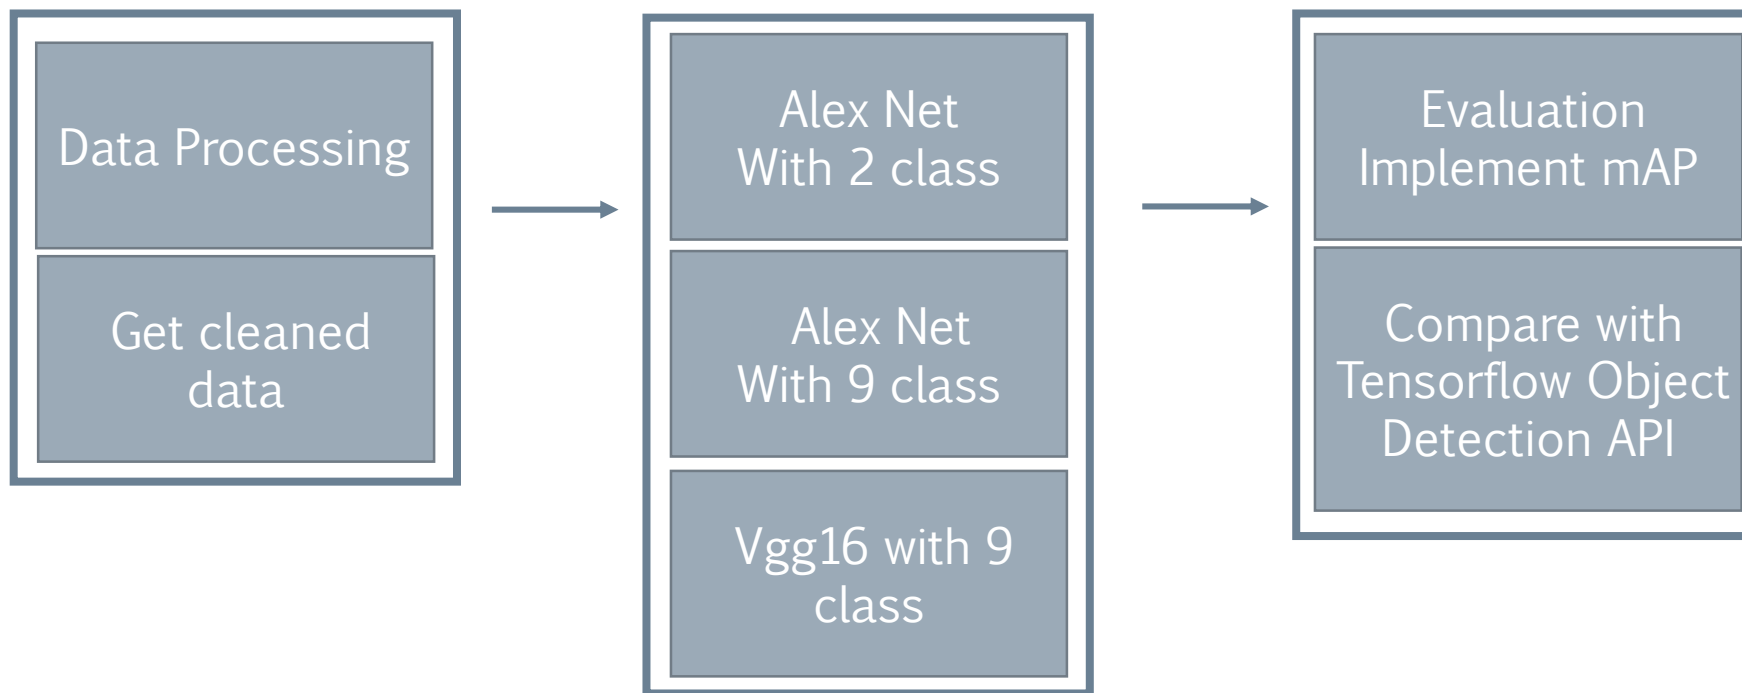 Data Processing
Get cleaned
data
Alex Net
With 2 class
Alex Net
With 9 class
Vgg16 with 9
class
Evaluation
Implement mAP
Compare with
Tensorflow Object
Detection API